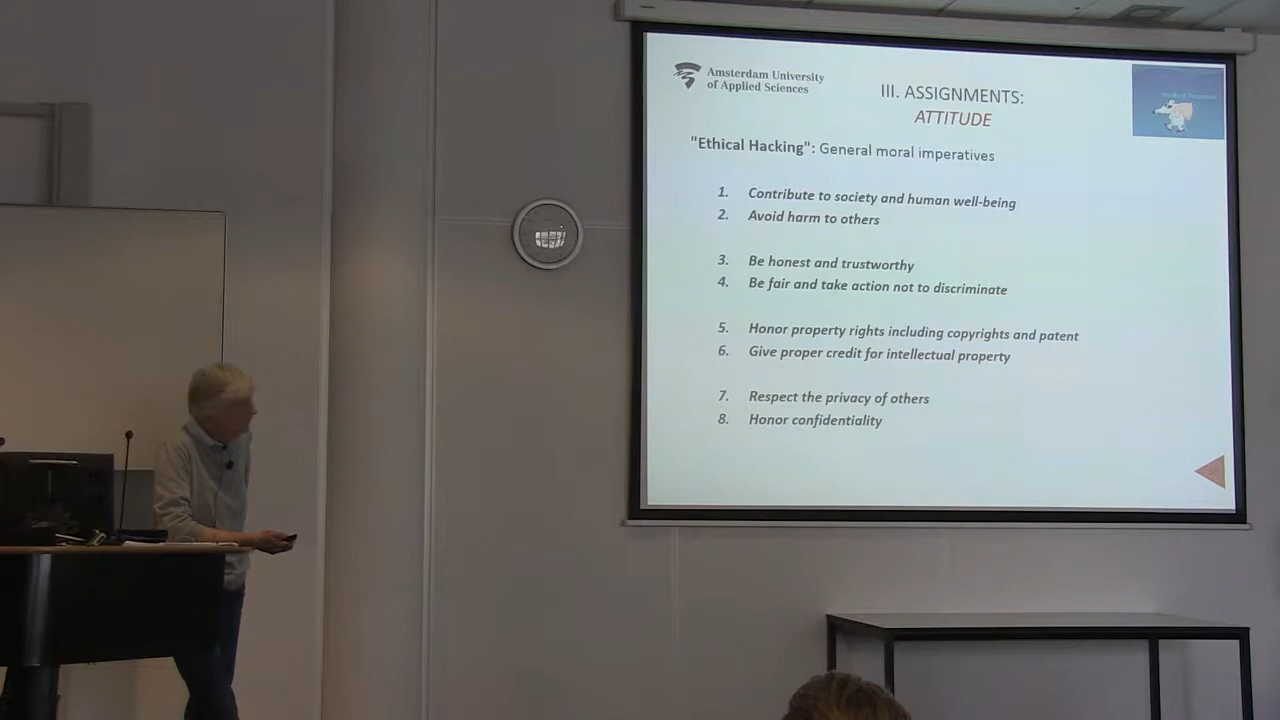 Amsterdam University
of Applied Sciences
III. ASSIGNMENTS:
ATTITUDE
"Ethical Hacking": General moral imperatives
1. Contribute to society and human well-being
2. Avoid harm to others
3. Be honest and trustworthy
4. Be fair and take action not to discriminate
5. Honor property rights including copyrights and patent
6. Give proper credit for intellectual property
7. Respect the privacy of others
8. Honor confidentiality